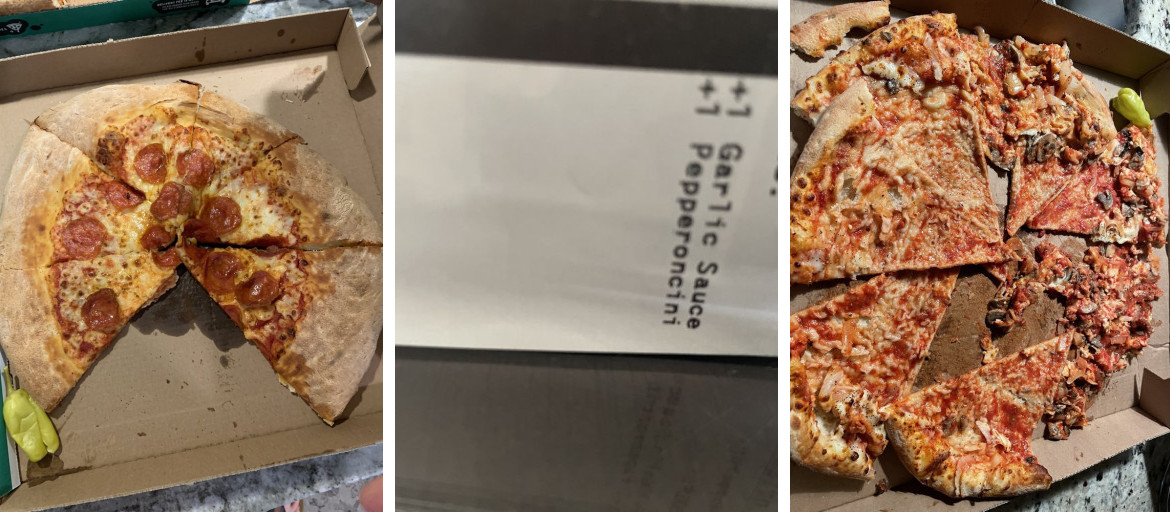 +1 Garlic Sauce
+1 Pepperoncini